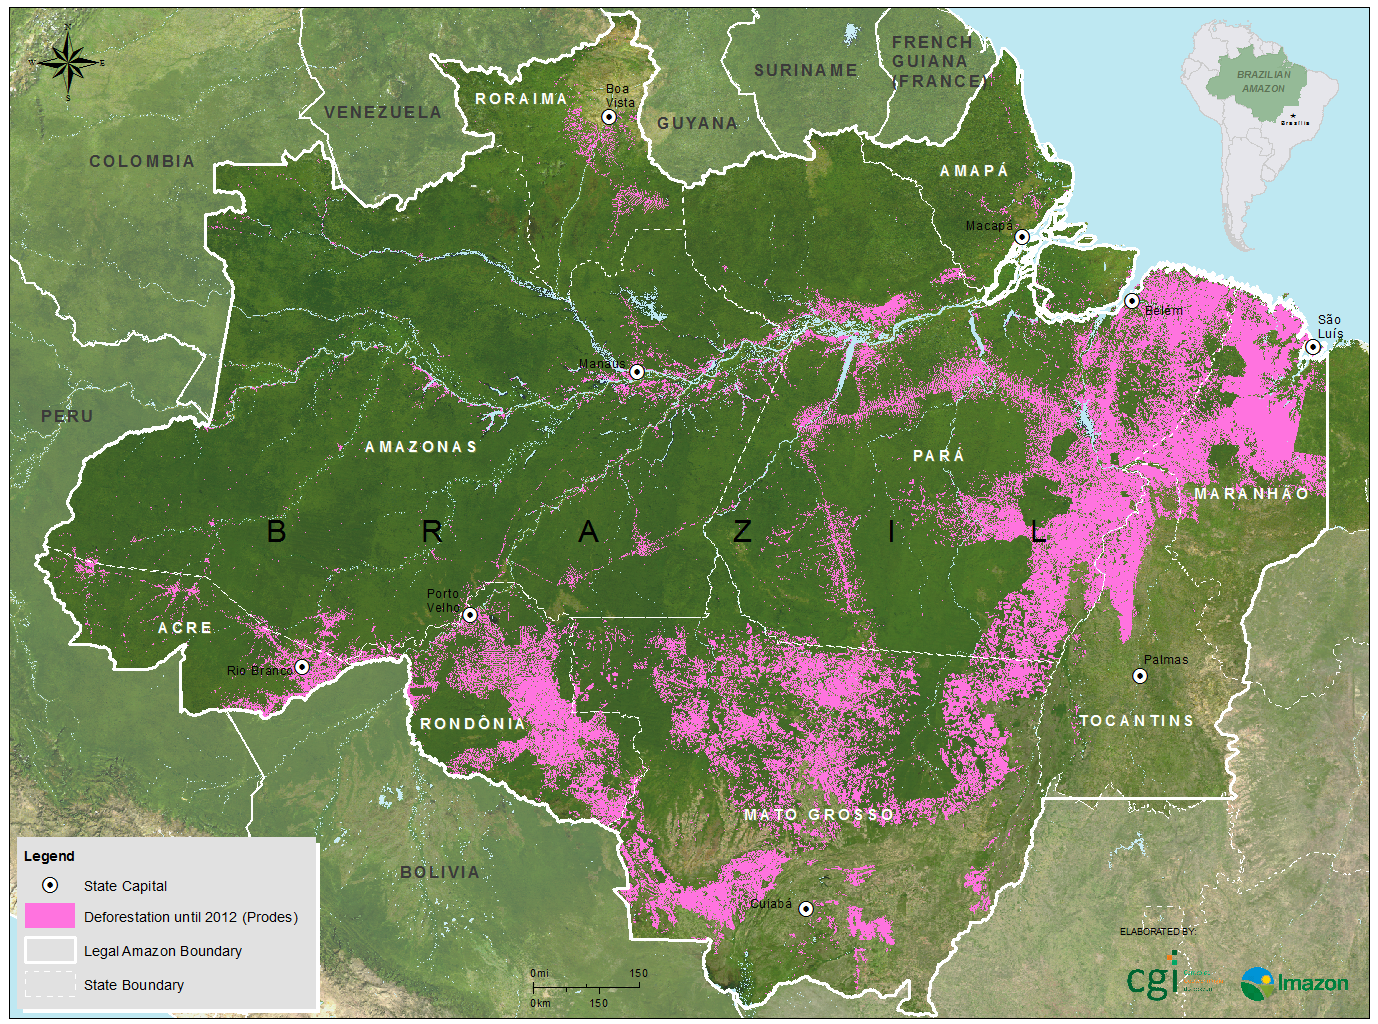 N
W
E
S
COLOMBIA
VENEZUELA
RORAIMA
Boa
Vista
GUYANA
SURINAME
FRENCH
GUIANA
(FRANCE)
BRAZILIAN
AMAZON
Brasília
AMAPÁ
Macapá
Belém
São
Luís
Manaus
PERU
AMAZONAS
PARÁ
MARANHÃO
B R A Z I L
Porto
Velho
ACRE
Rio Branco
Palmas
RONDÔNIA
TOCANTINS
MATO GROSSO
BOLIVIA
Cuiabá
Legend
State Capital
Deforestation until 2012 (Prodes)
Legal Amazon Boundary
State Boundary
0mi 150
0km 150
ELABORATED BY:
cgi
Imazon